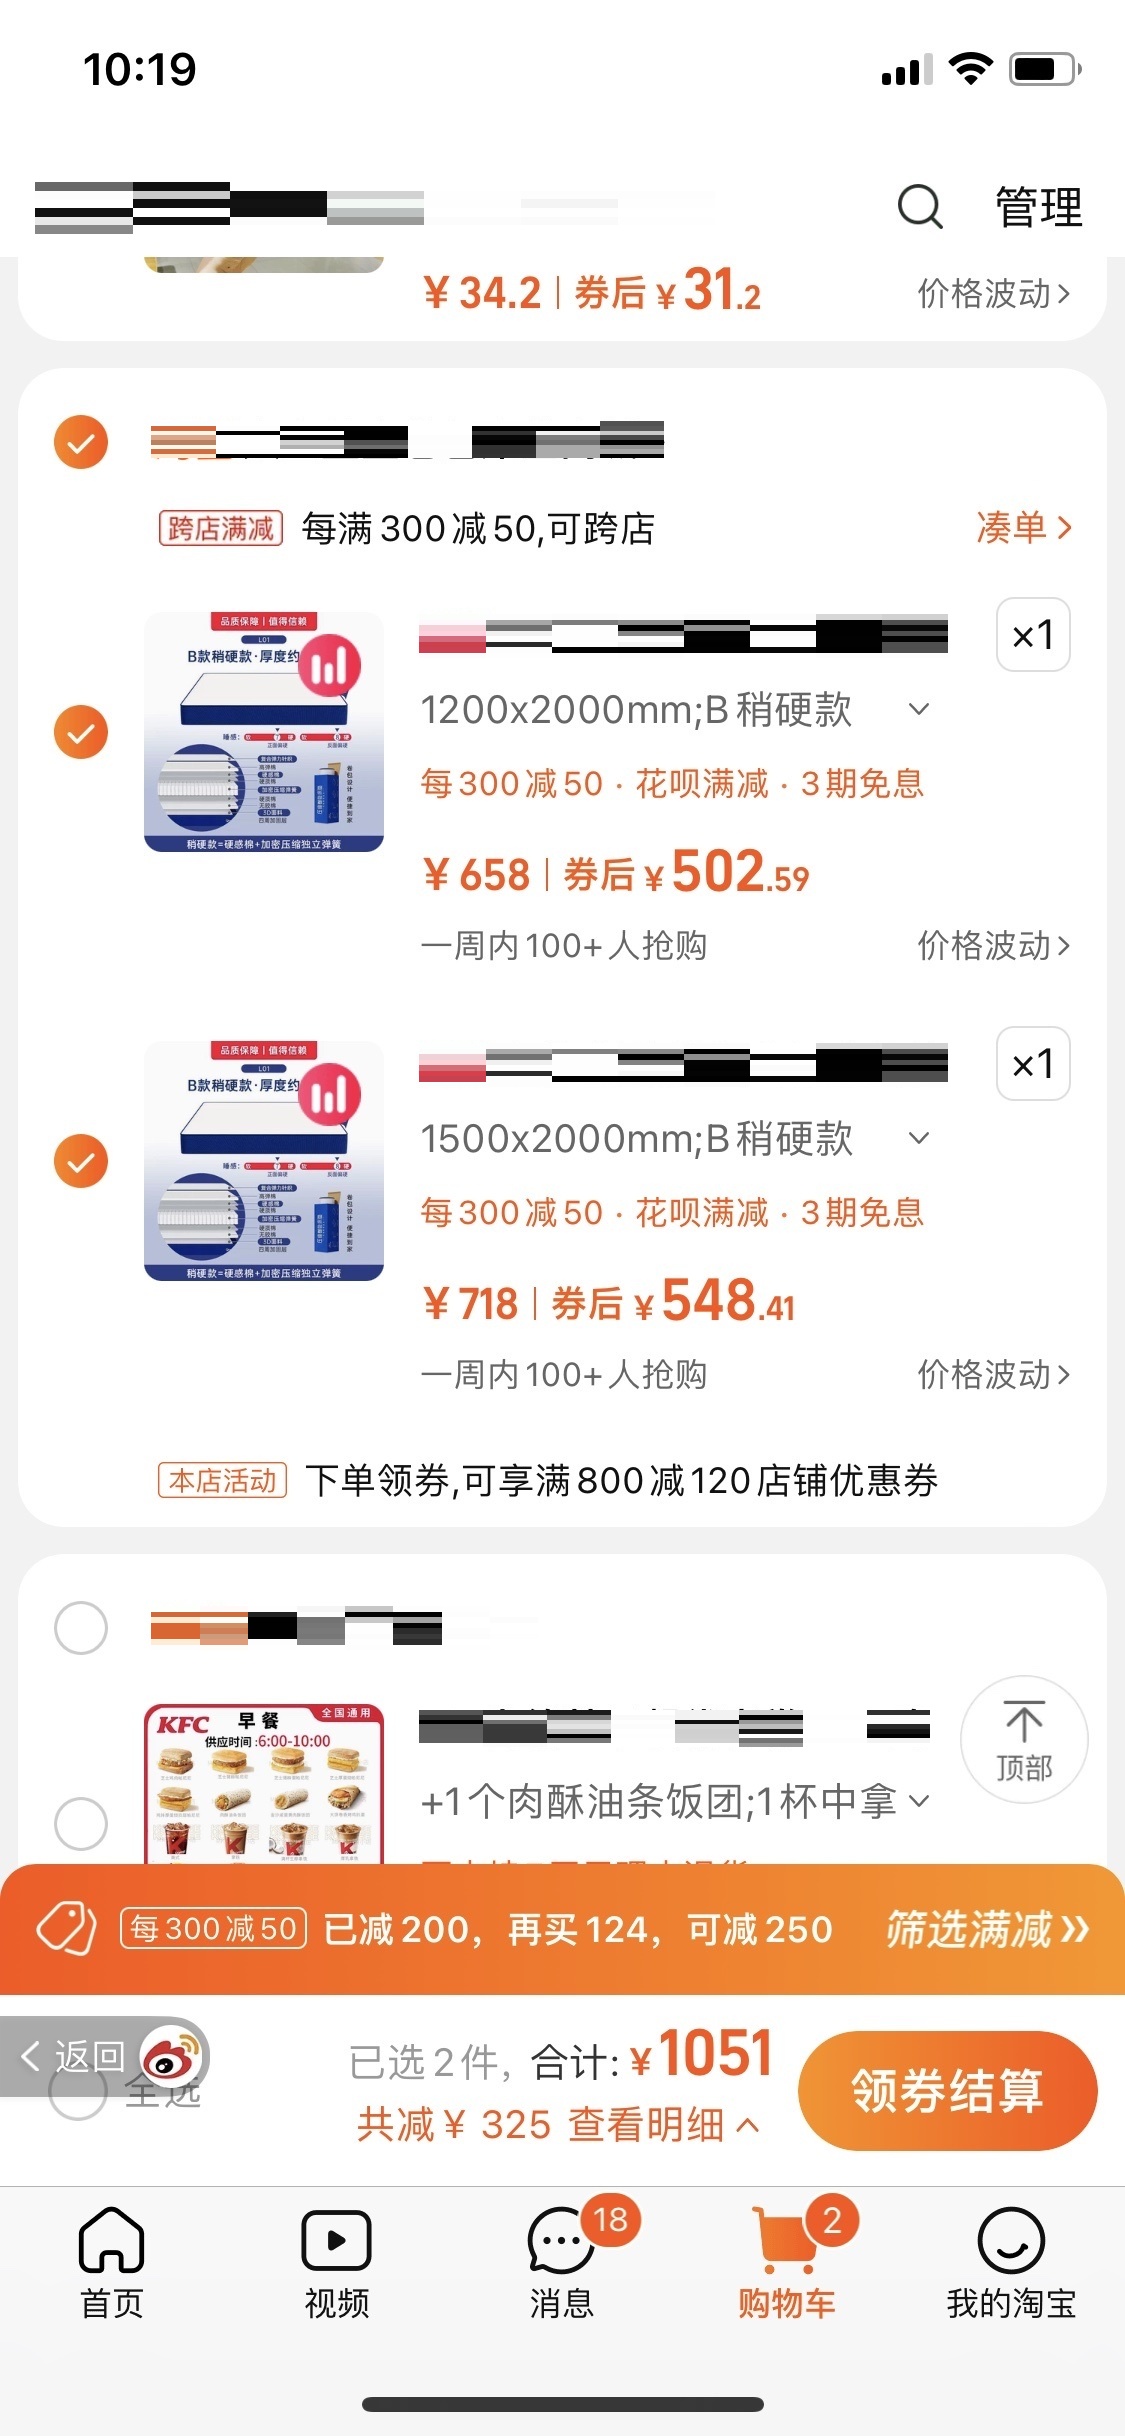 10:19
管理
¥34.2 | 券后 ¥31.2
价格波动>
跨店满减 每满300减50,可跨店
凑单>
品质保障 | 值得信赖
L01
B款稍硬款·厚度约
稍硬款=硬感棉+加密压缩独立弹簧
×1
1200x2000mm;B稍硬款
每300减50 · 花呗满减 · 3期免息
¥658 | 券后 ¥502.59
一周内100+人抢购
价格波动>
品质保障 | 值得信赖
L01
B款稍硬款·厚度约
稍硬款=硬感棉+加密压缩独立弹簧
×1
1500x2000mm;B稍硬款
每300减50 · 花呗满减 · 3期免息
¥718 | 券后 ¥548.41
一周内100+人抢购
价格波动>
本店活动 下单领券,可享满800减120店铺优惠券
KFC 早餐 全国通用
供应时间:6:00-10:00
+1个肉酥油条饭团;1杯中拿
顶部
每300减50 已减200，再买124，可减250 筛选满减
返回
全选
已选2件，合计:¥1051
共减¥ 325 查看明细
领券结算
首页
视频
18
消息
2
购物车
我的淘宝